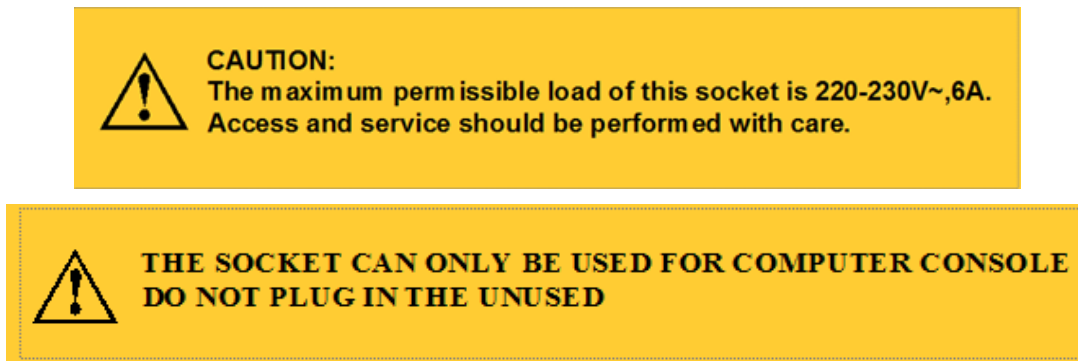 CAUTION:
The maximum permissible load of this socket is 220-230V~,6A.
Access and service should be performed with care.
THE SOCKET CAN ONLY BE USED FOR COMPUTER CONSOLE
DO NOT PLUG IN THE UNUSED